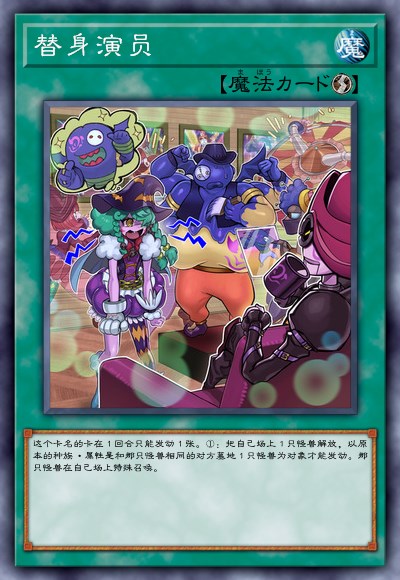 替身演员
魔
【魔法カード】
ま ほう
这个卡名的卡在1回合只能发动1张。①：把自己场上1只怪兽解放，以原
本的种族·属性是和那只怪兽相同的对方墓地1只怪兽为对象才能发动。那
只怪兽在自己场上特殊召唤。